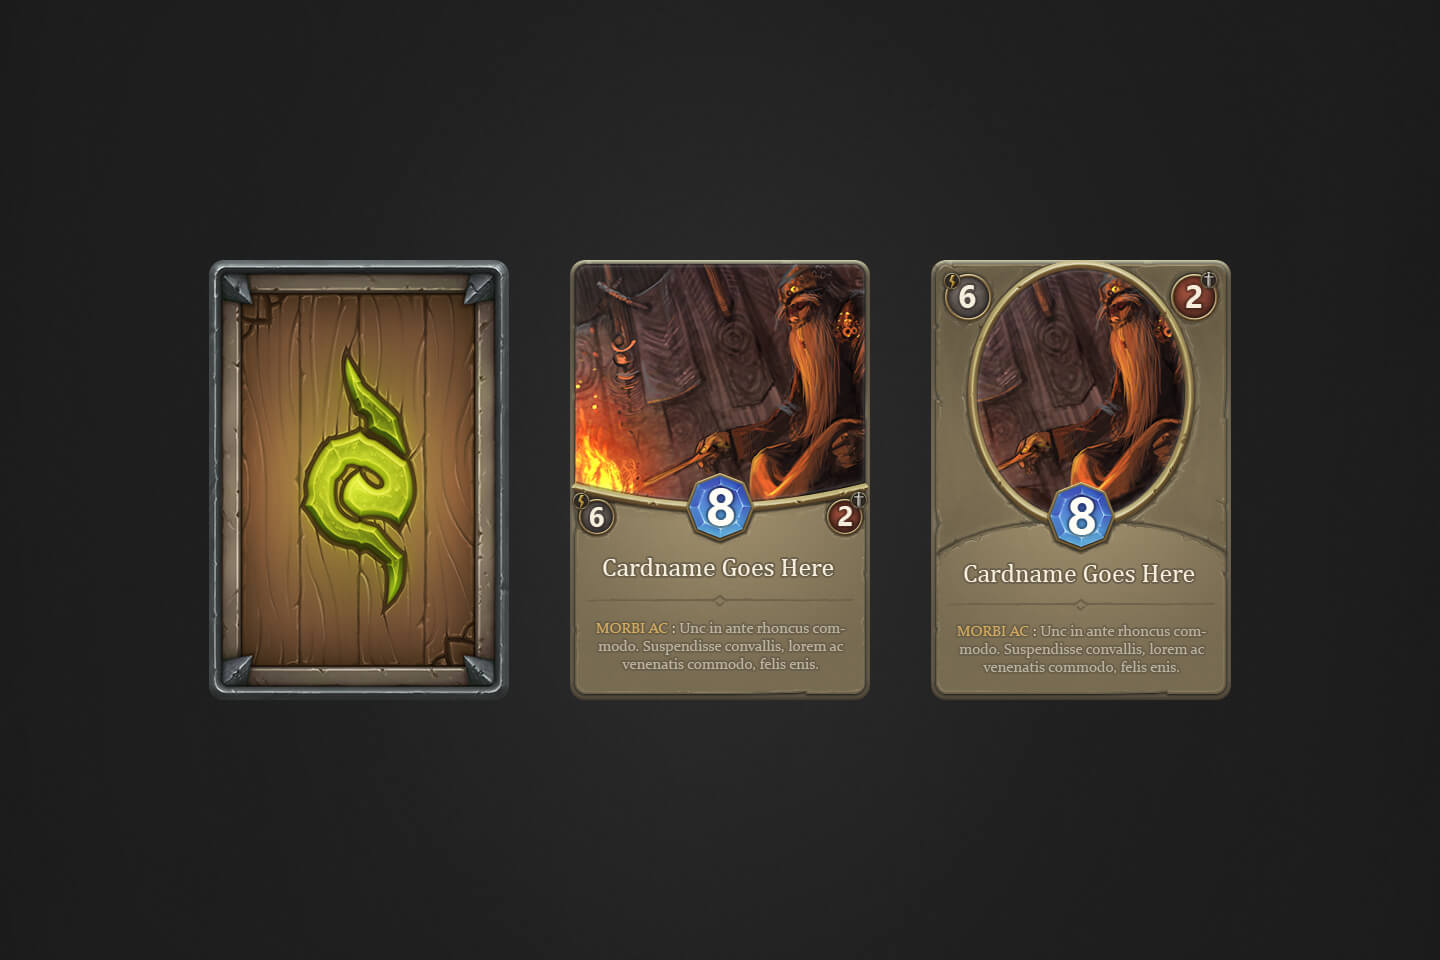 6
8
2
Cardname Goes Here
MORBI AC : Unc in ante rhoncus com-
modo. Suspendisse convallis, lorem ac
venenatis commodo, felis enis.
6
2
8
Cardname Goes Here
MORBI AC : Unc in ante rhoncus com-
modo. Suspendisse convallis, lorem ac
venenatis commodo, felis enis.